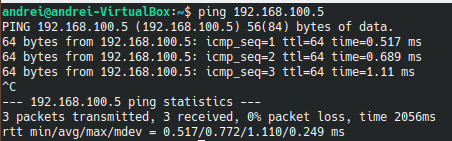 andrei@andrei-VirtualBox:~$ ping 192.168.100.5
PING 192.168.100.5 (192.168.100.5) 56(84) bytes of data.
64 bytes from 192.168.100.5: icmp_seq=1 ttl=64 time=0.517 ms
64 bytes from 192.168.100.5: icmp_seq=2 ttl=64 time=0.689 ms
64 bytes from 192.168.100.5: icmp_seq=3 ttl=64 time=1.11 ms
^C
--- 192.168.100.5 ping statistics ---
3 packets transmitted, 3 received, 0% packet loss, time 2056ms
rtt min/avg/max/mdev = 0.517/0.772/1.110/0.249 ms